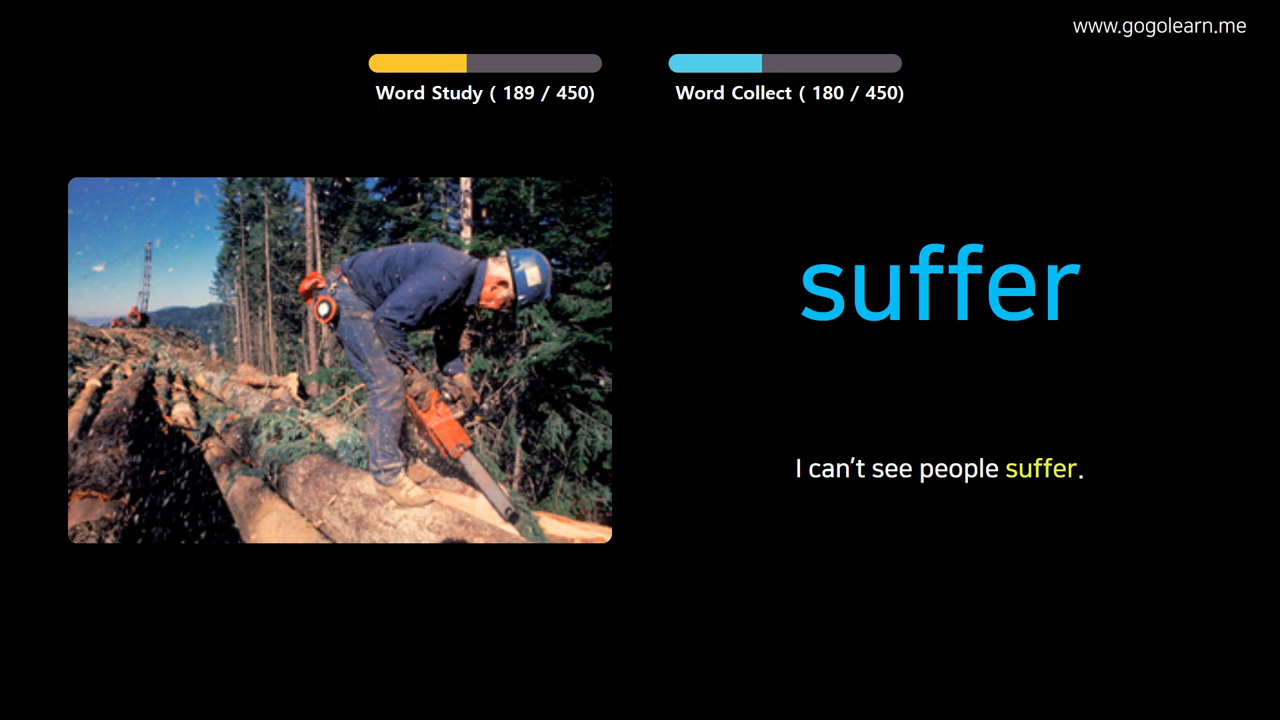 www.gogolearn.me
Word Study ( 189 / 450)
Word Collect ( 180 / 450)
suffer
I can't see people suffer.